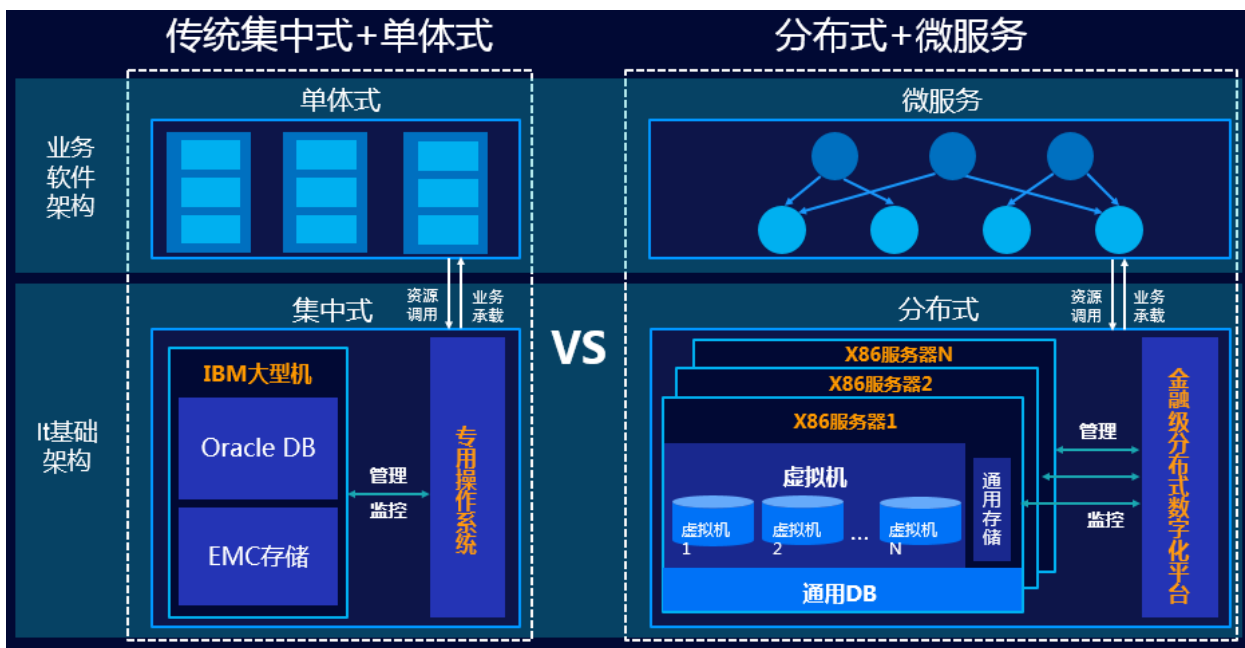 传统集中式+单体式
分布式+微服务
业务
软件
架构
单体式
微服务
资源
调用
业务
承载
资源
调用
业务
承载
It基础
架构
集中式
IBM大型机
Oracle DB
EMC存储
管理
监控
专用操作系统
VS
分布式
X86服务器N
X86服务器2
X86服务器1
虚拟机
虚拟机
1
虚拟机
2
...
虚拟机
N
通用存储
通用DB
管理
监控
金融级分布式数字化平台